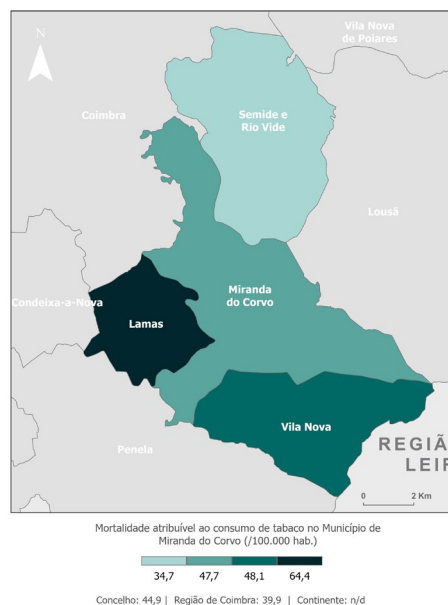 N
Vila Nova
de Poiares
Coimbra
Semide e
Rio Vide
Lousã
Condeixa-a-Nova
Miranda
do Corvo
Lamas
Vila Nova
Penela
REGIÃ
LEIF
0 2 Km
Mortalidade atribuível ao consumo de tabaco no Município de
Miranda do Corvo (/100.000 hab.)
34,7 47,7 48,1 64,4
Concelho: 44,9 | Região de Coimbra: 39,9 | Continente: n/d